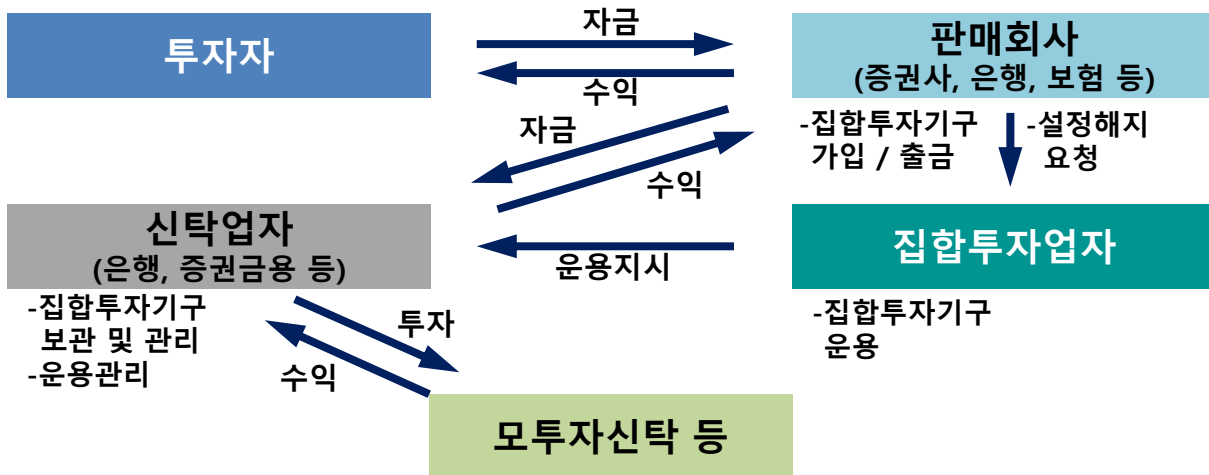 투자자
자금
수익
판매회사
(증권사, 은행, 보험 등)
자금
수익
-집합투자기구
가입 / 출금
-설정해지
요청
신탁업자
(은행, 증권금용 등)
운용지시
집합투자업자
-집합투자기구
보관 및 관리
-운용관리
투자
수익
-집합투자기구
운용
모투자신탁 등